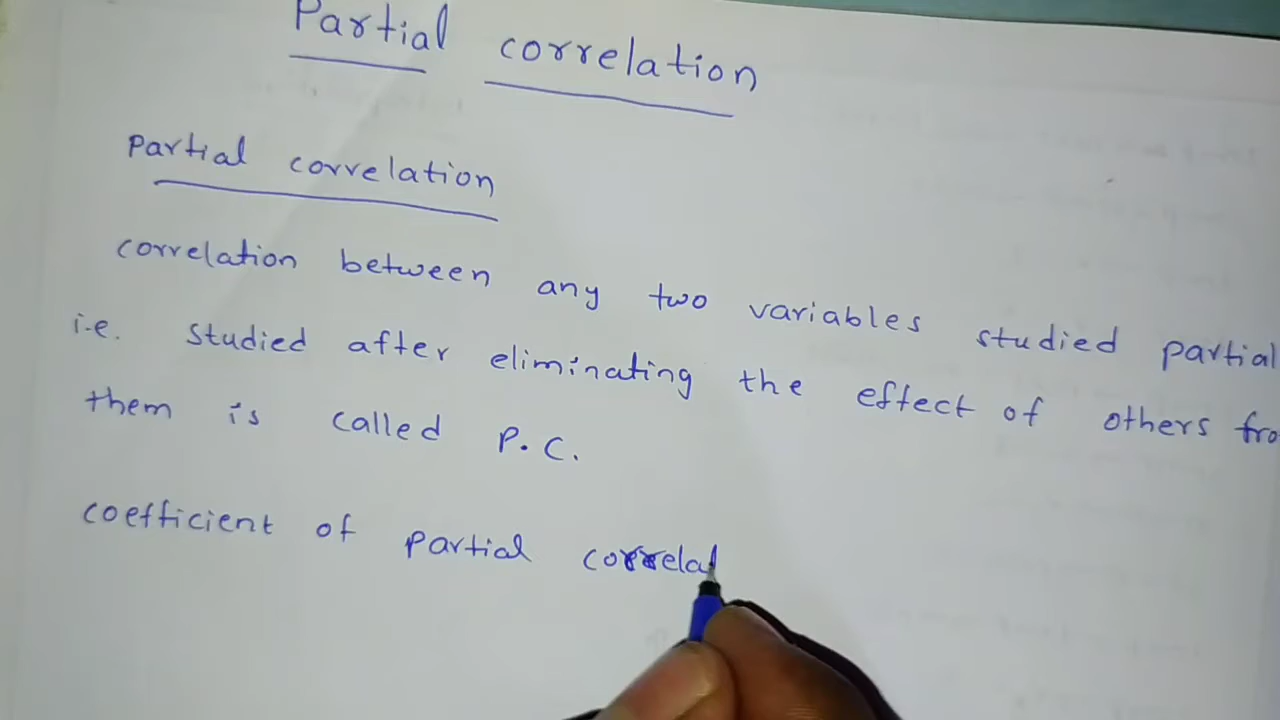 Partial correlation
Partial correlation
correlation between any two variables studied partial
i.e. studied after eliminating the effect of others fro
them is called P.C.
coefficient of partial correlat